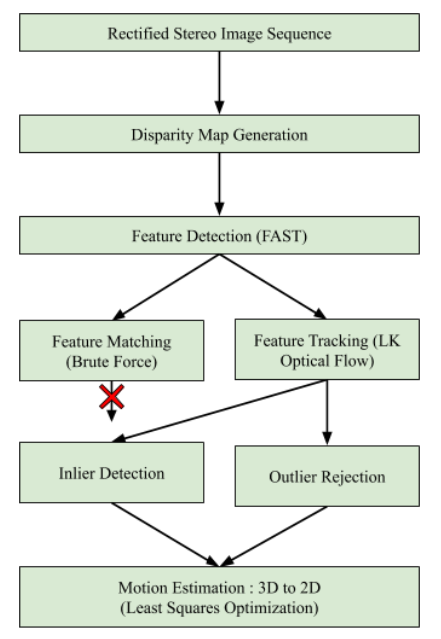 Rectified Stereo Image Sequence
Disparity Map Generation
Feature Detection (FAST)
Feature Matching
(Brute Force)
Feature Tracking (LK
Optical Flow)
Inlier Detection
Outlier Rejection
Motion Estimation : 3D to 2D
(Least Squares Optimization)